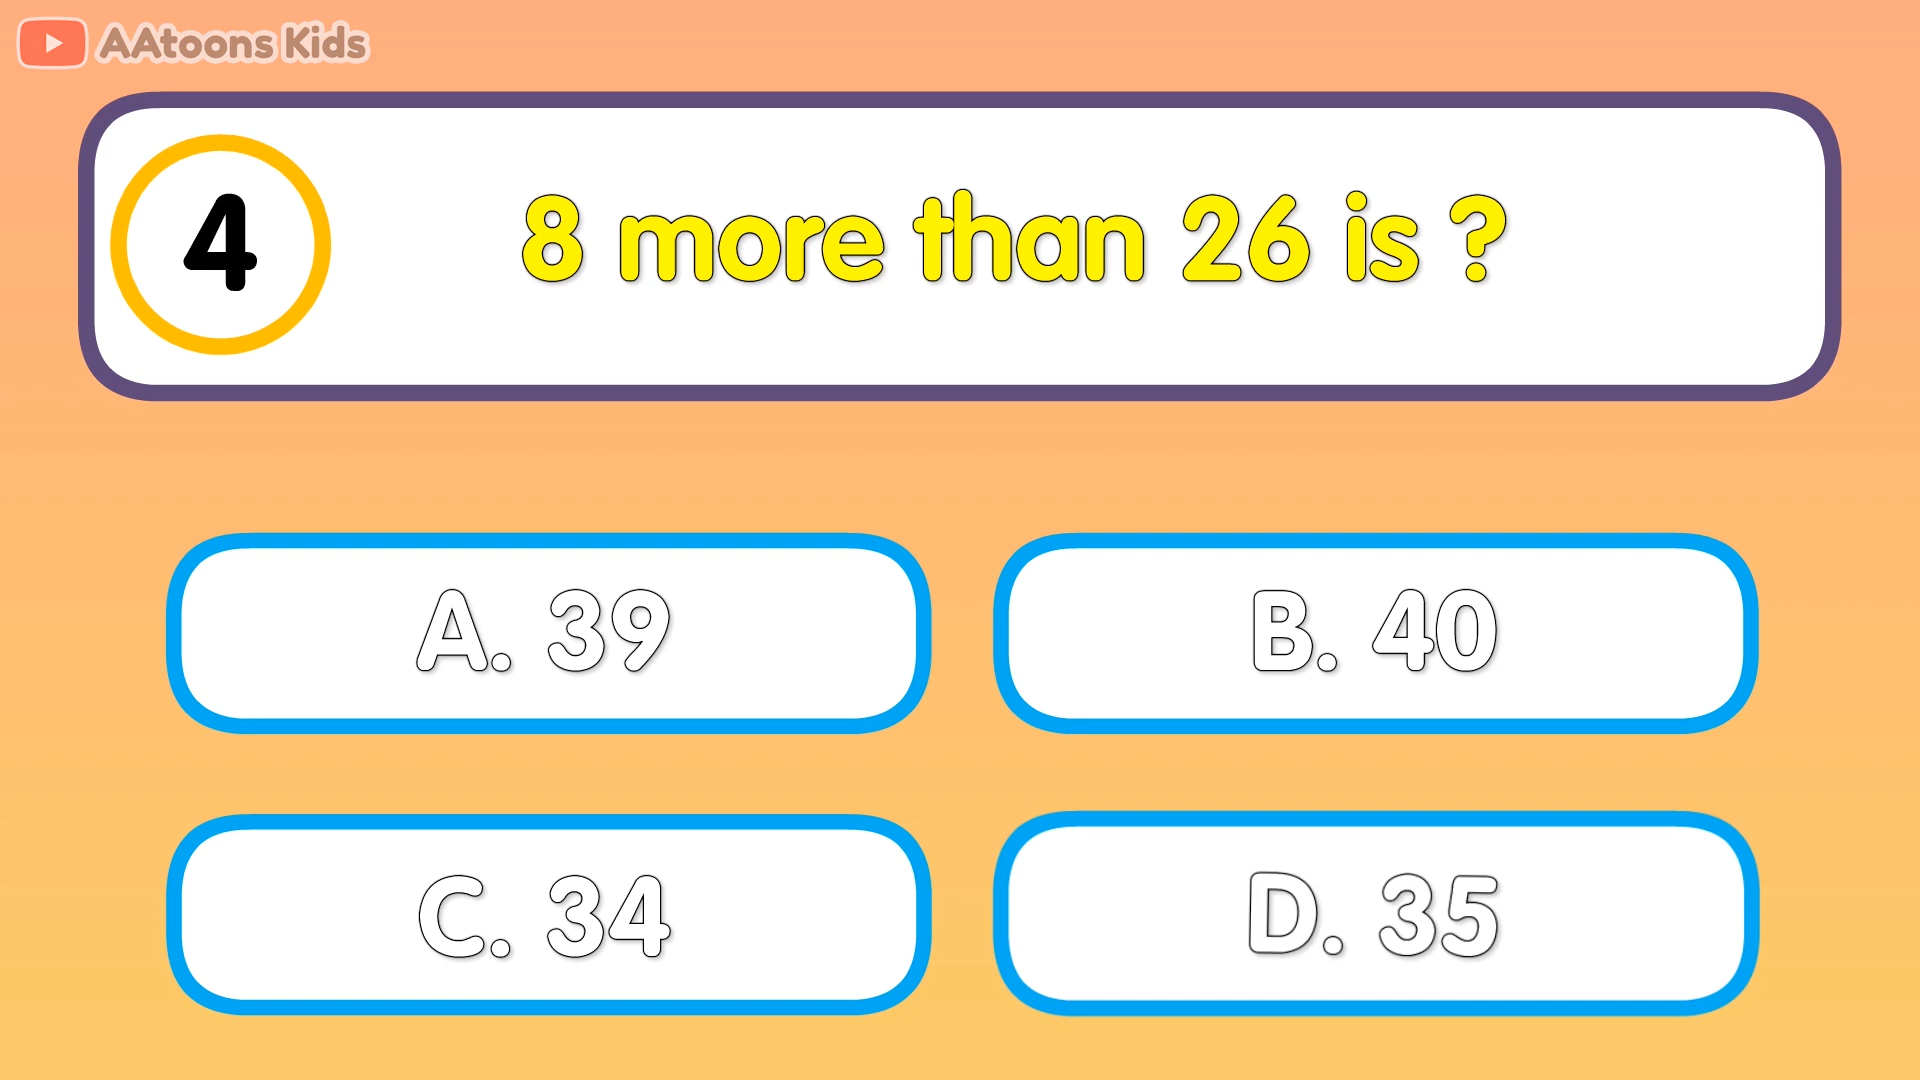 AAtoons Kids
4
8 more than 26 is ?
A. 39
B. 40
C. 34
D. 35